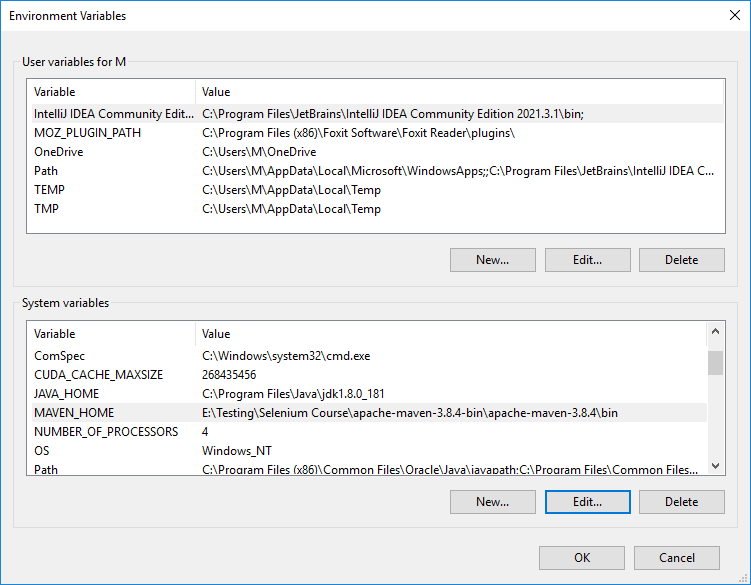 Environment Variables
User variables for M
Variable Value
IntelliJ IDEA Community Edit... C:\Program Files\JetBrains\IntelliJ IDEA Community Edition 2021.3.1\bin;
MOZ_PLUGIN_PATH C:\Program Files (x86)\Foxit Software\Foxit Reader\plugins\
OneDrive C:\Users\M\OneDrive
Path C:\Users\M\AppData\Local\Microsoft\WindowsApps;;C:\Program Files\JetBrains\IntelliJ IDEA C...
TEMP C:\Users\M\AppData\Local\Temp
TMP C:\Users\M\AppData\Local\Temp
New... Edit... Delete
System variables
Variable Value
ComSpec C:\Windows\system32\cmd.exe
CUDA_CACHE_MAXSIZE 268435456
JAVA_HOME C:\Program Files\Java\jdk1.8.0_181
MAVEN_HOME E:\Testing\Selenium Course\apache-maven-3.8.4-bin\apache-maven-3.8.4\bin
NUMBER_OF_PROCESSORS 4
OS Windows_NT
Path C:\Program Files (x86)\Common Files\Oracle\Java\javapath;C:\Program Files\Common Files...
New... Edit... Delete
OK Cancel